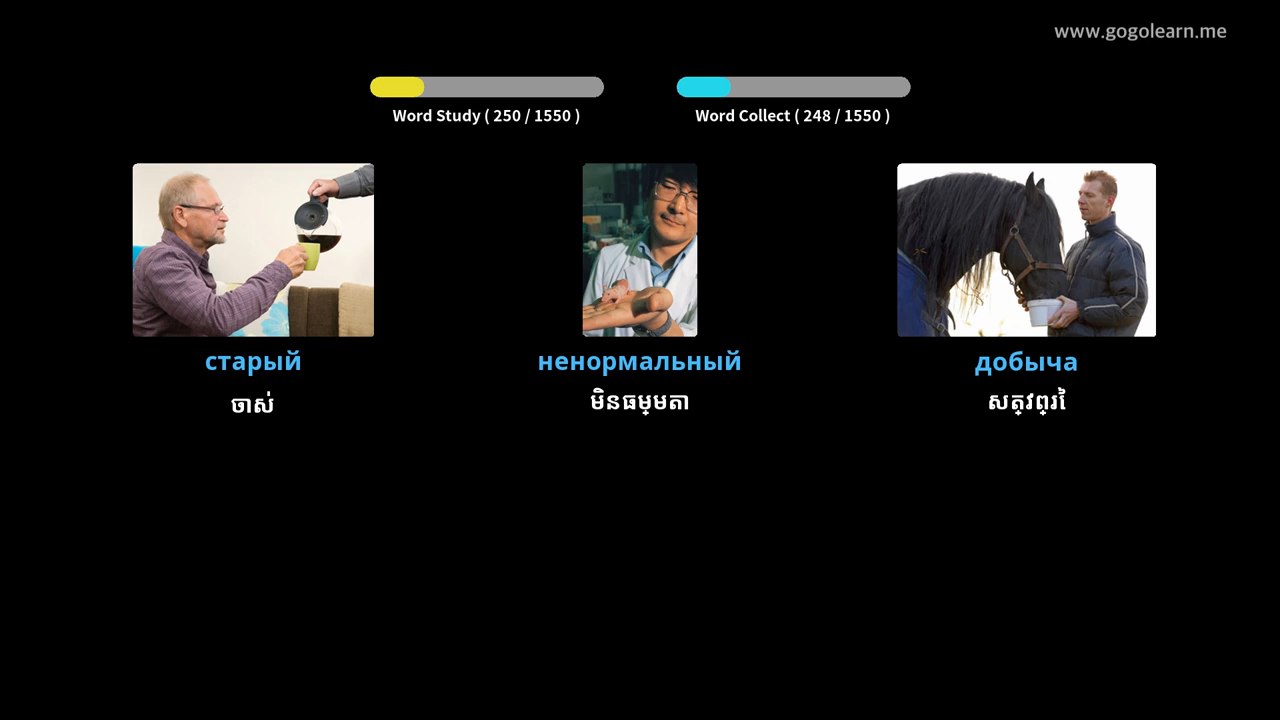 www.gogolearn.me
Word Study ( 250 / 1550 )
Word Collect ( 248 / 1550 )
старый
ненормальный
добыча
ចាស់
មិនធម្មតា
សត្វព្រៃ